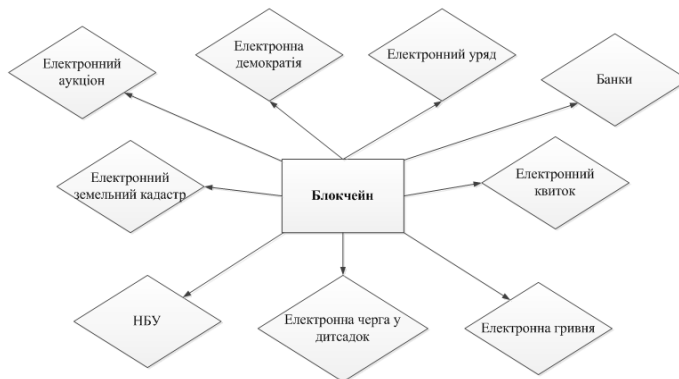 Електронний
аукціон
Електронна
демократія
Електронний уряд
Банки
Електронний
земельний кадастр
Блокчейн
Електронний
квиток
НБУ
Електронна черга у
дитсадок
Електронна гривня